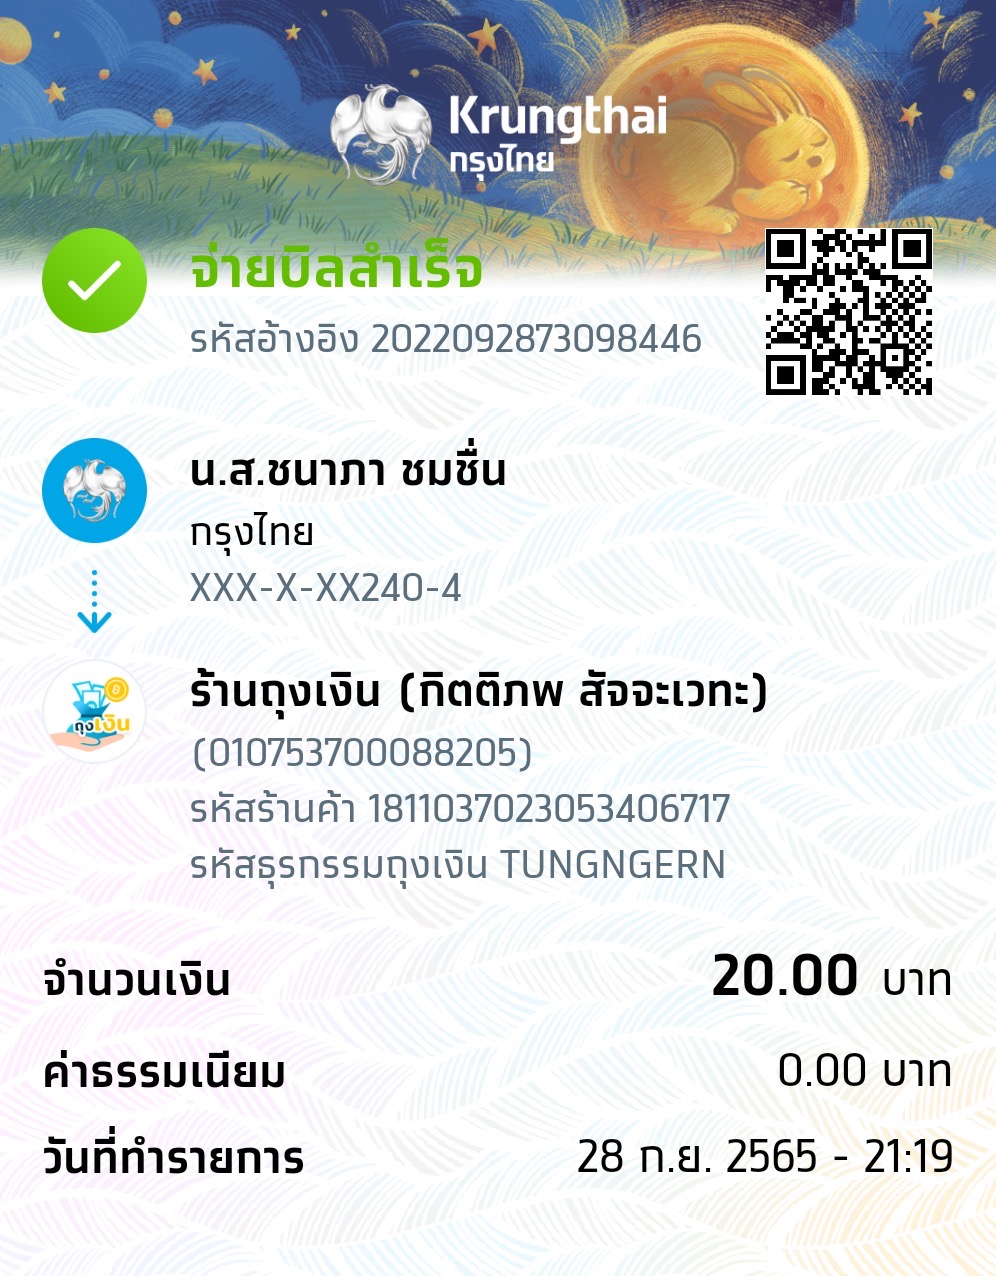 Krungthai
กรุงไทย
จ่ายบิลสำเร็จ
รหัสอ้างอิง 2022092873098446
น.ส.ชนาภา ชมชื่น
กรุงไทย
XXX-X-XX240-4
ถุงเงิน
ร้านถุงเงิน (กิตติภพ สัจจะเวทะ)
(010753700088205)
รหัสร้านค้า 1811037023053406717
รหัสธุรกรรมถุงเงิน TUNGNGERN
จำนวนเงิน 20.00 บาท
ค่าธรรมเนียม 0.00 บาท
วันที่ทำรายการ 28 ก.ย. 2565 - 21:19